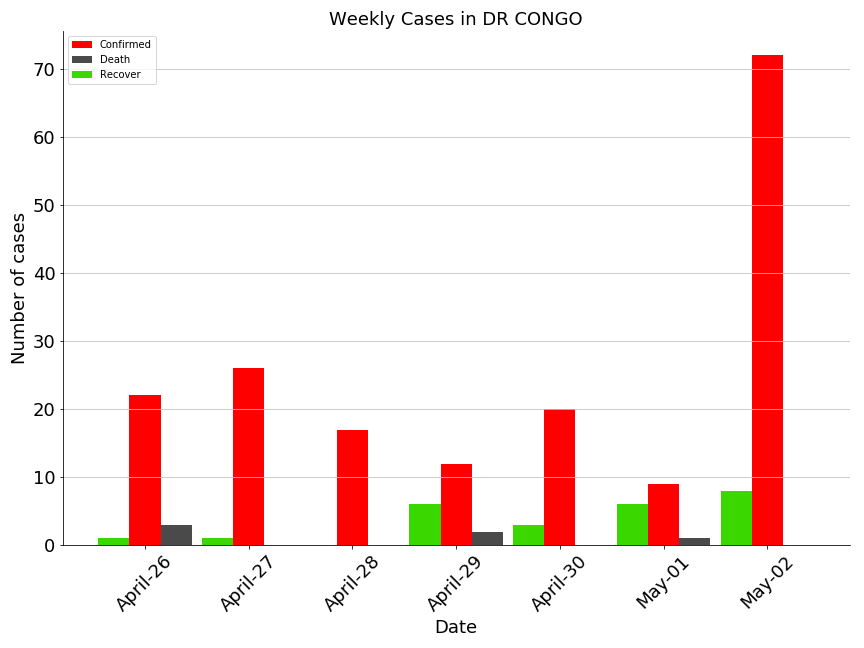 Weekly Cases in DR CONGO
Confirmed
Death
Recover
Number of cases
70
60
50
40
30
20
10
0
April-26
April-27
April-28
April-29
April-30
May-01
May-02
Date